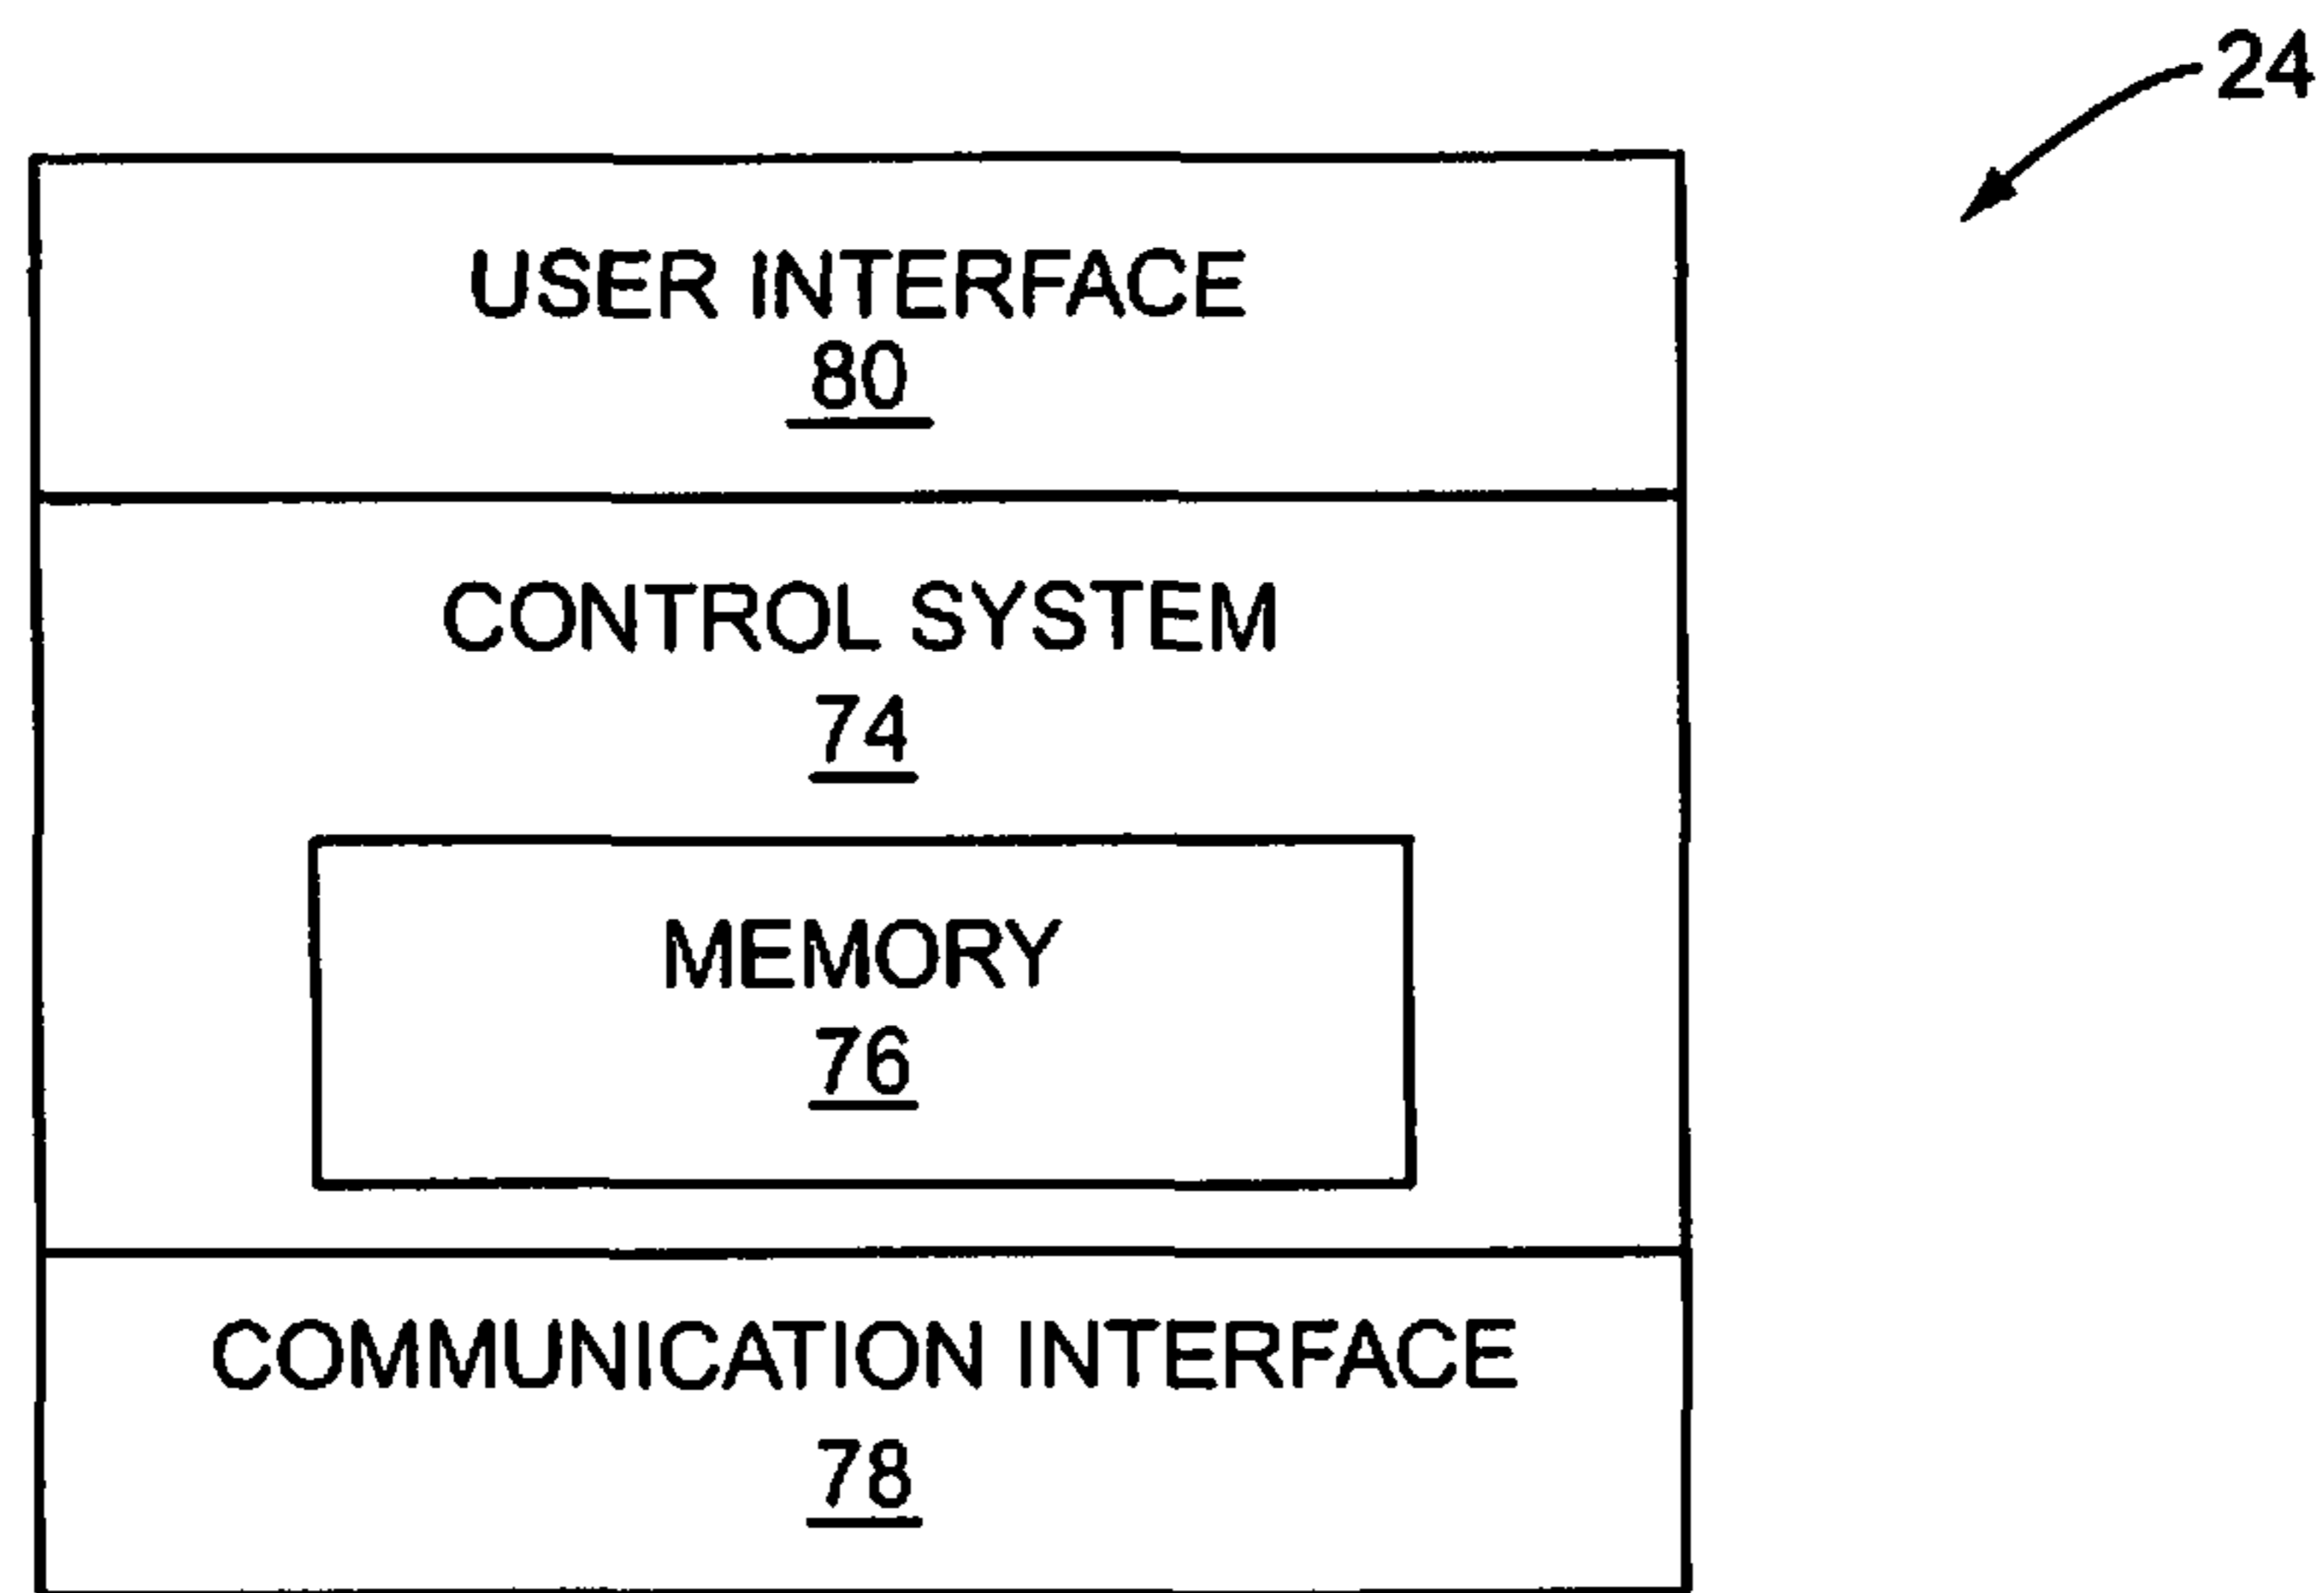 24
USER INTERFACE
80
CONTROL SYSTEM
74
MEMORY
76
COMMUNICATION INTERFACE
78